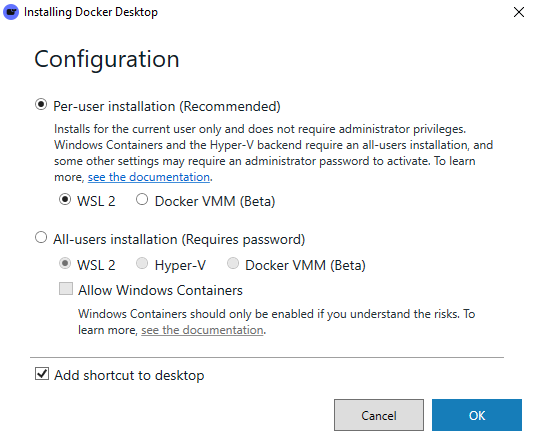 Installing Docker Desktop
Configuration
Per-user installation (Recommended)
Installs for the current user only and does not require administrator privileges.
Windows Containers and the Hyper-V backend require an all-users installation, and
some other settings may require an administrator password to activate. To learn
more, see the documentation.
WSL 2 Docker VMM (Beta)
All-users installation (Requires password)
WSL 2 Hyper-V Docker VMM (Beta)
Allow Windows Containers
Windows Containers should only be enabled if you understand the risks. To
learn more, see the documentation.
Add shortcut to desktop
Cancel OK